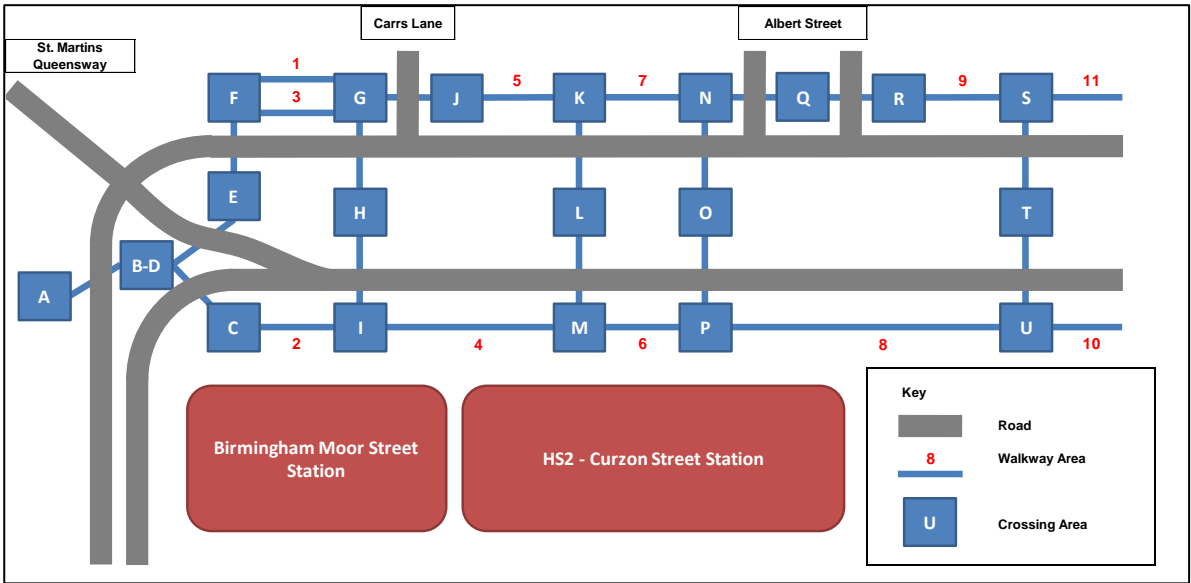 Carrs Lane
Albert Street
St. Martins
Queensway
1
5
7
9
11
F
3
G
J
K
N
Q
R
S
E
H
L
O
T
B-D
A
C
I
M
P
U
2
4
6
8
10
Birmingham Moor Street
Station
HS2 - Curzon Street Station
Key
Road
8
Walkway Area
U
Crossing Area